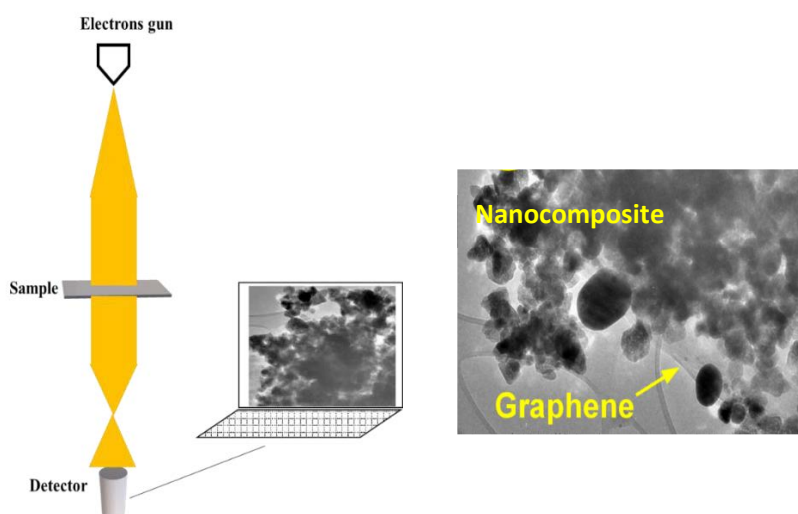 Electrons gun
Sample
Detector
Nanocomposite
Graphene